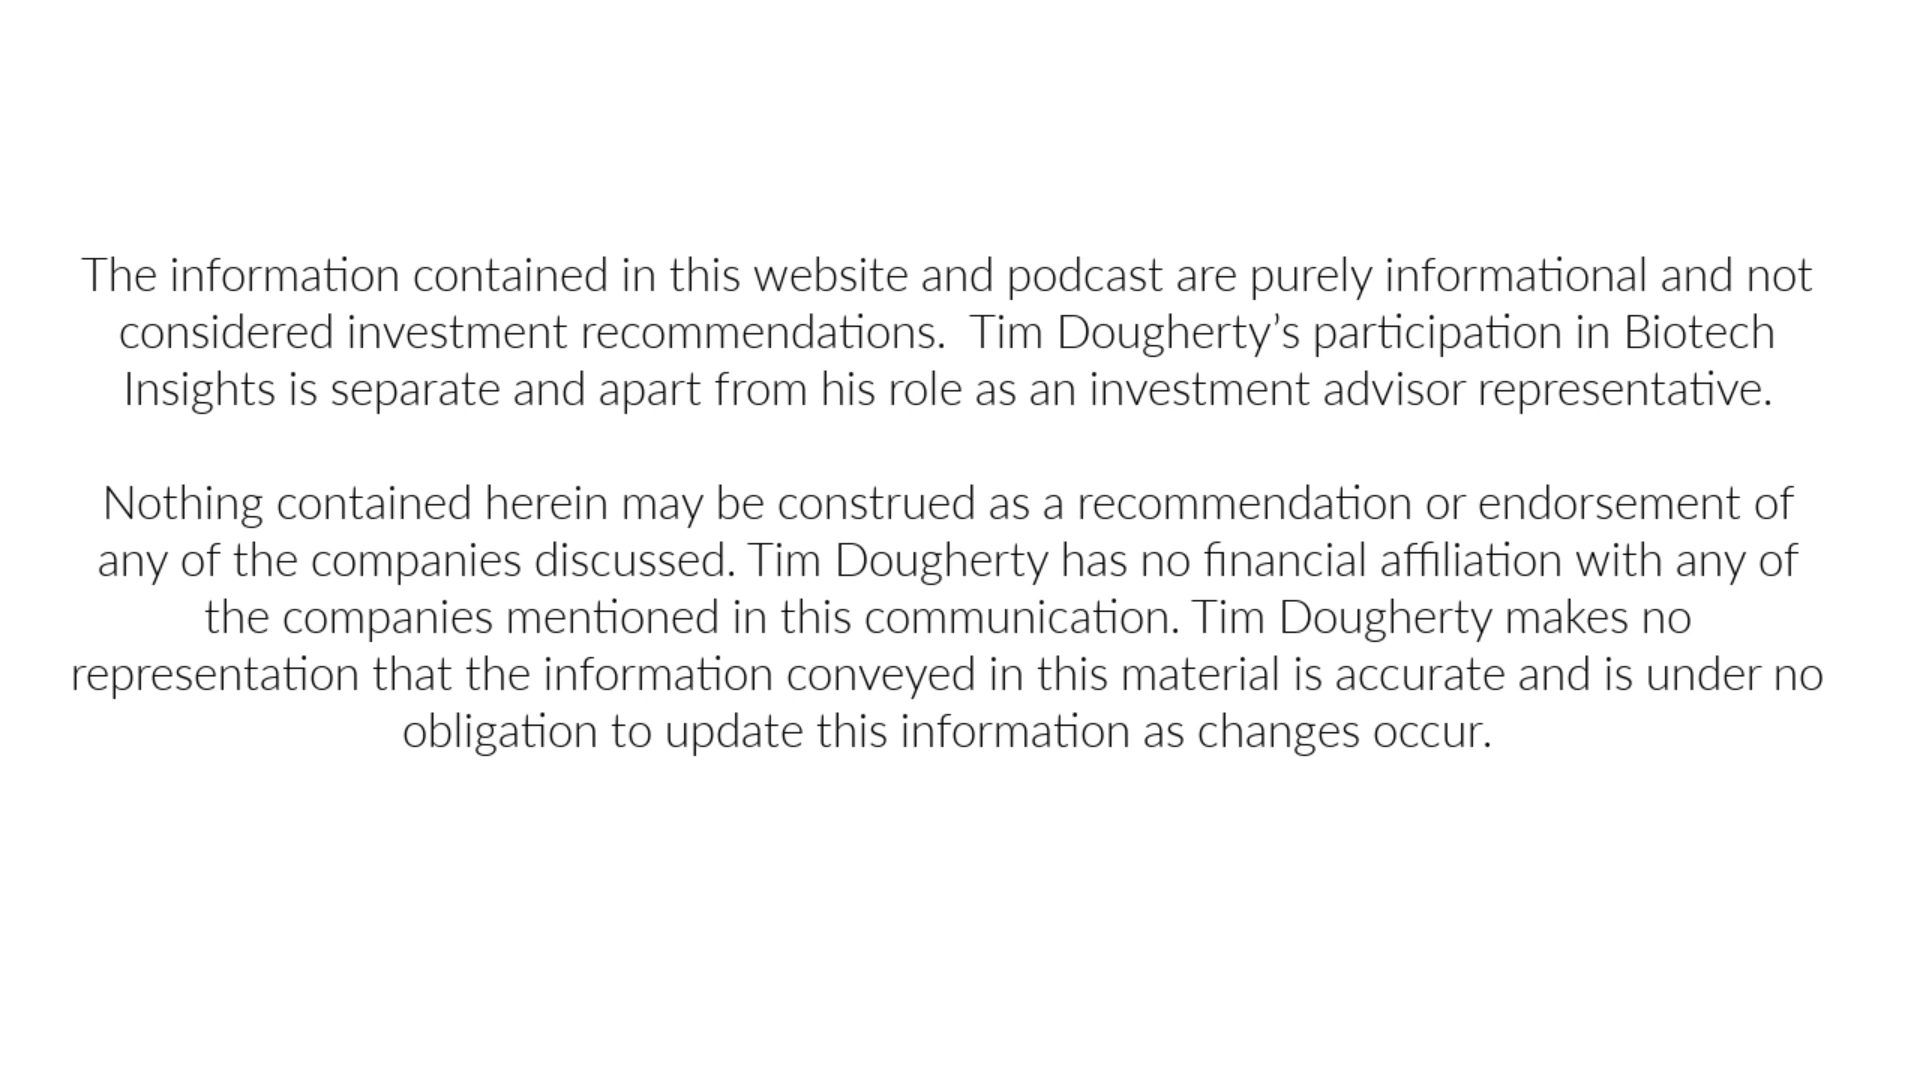 The information contained in this website and podcast are purely informational and not
considered investment recommendations.  Tim Dougherty’s participation in Biotech
Insights is separate and apart from his role as an investment advisor representative.
Nothing contained herein may be construed as a recommendation or endorsement of
any of the companies discussed. Tim Dougherty has no financial affiliation with any of
the companies mentioned in this communication. Tim Dougherty makes no
representation that the information conveyed in this material is accurate and is under no
obligation to update this information as changes occur.